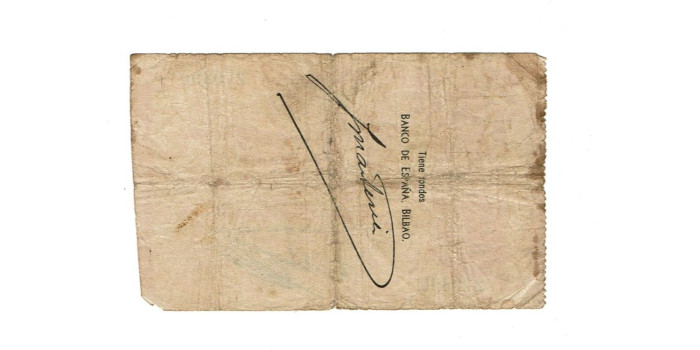 Tiene fondos
BANCO DE ESPAÑA. BILBAO.